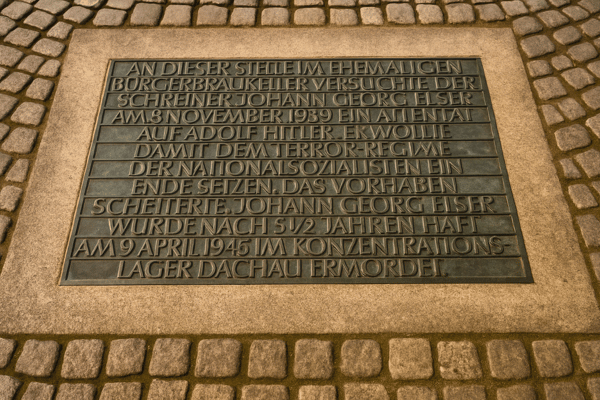 AN DIESER STELLE IM EHEMALIGEN
BÜRGERBRÄUKELLER VERSUCHTE DER
SCHREINER JOHANN GEORG ELSER
AM 8. NOVEMBER 1939 EIN ATTENTAT
AUF ADOLF HITLER. ER WOLLTE
DAMIT DEM TERROR-REGIME
DER NATIONALSOZIALISTEN EIN
ENDE SETZEN. DAS VORHABEN
SCHEITERTE. JOHANN GEORG ELSER
WURDE NACH 5 1/2 JAHREN HAFT
AM 9. APRIL 1945 IM KONZENTRATIONS-
LAGER DACHAU ERMORDET.